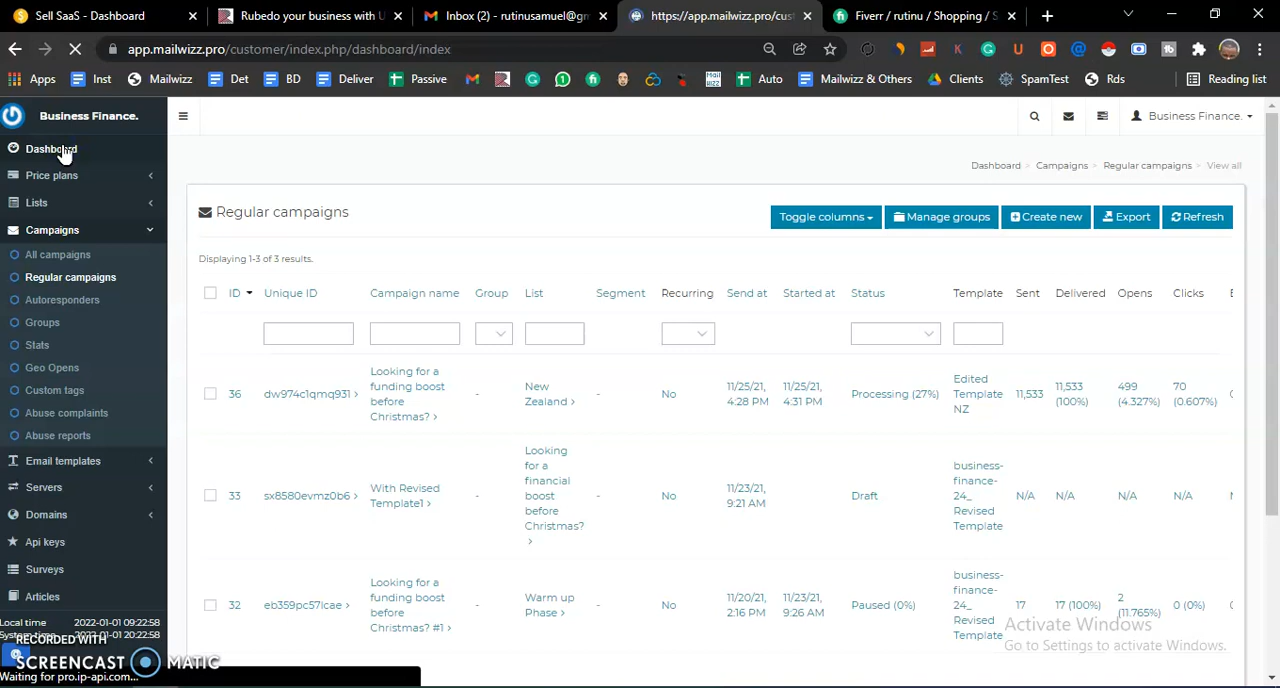 Sell SaaS - Dashboard
Rubedo your business with U
Inbox (2) - rutinusamuel@gm
https://app.mailwizz.pro/cust
Fiverr / rutinu / Shopping / S
app.mailwizz.pro/customer/index.php/dashboard/index
Apps
Inst
Mailwizz
Det
BD
Deliver
Passive
Auto
Mailwizz & Others
Clients
SpamTest
Rds
Reading list
Business Finance.
Business Finance.
Dashboard
Price plans
Lists
Campaigns
All campaigns
Regular campaigns
Autoresponders
Groups
Stats
Geo Opens
Custom tags
Abuse complaints
Abuse reports
Email templates
Servers
Domains
Api keys
Surveys
Articles
Local time 2022-01-01 09:22:58
System time 2022-01-01 20:22:58
RECORDED WITH
SCREENCAST MATIC
Waiting for pro.ip-api.com...
Dashboard > Campaigns > Regular campaigns > View all
Regular campaigns
Toggle columns
Manage groups
Create new
Export
Refresh
Displaying 1-3 of 3 results.
ID Unique ID Campaign name Group List Segment Recurring Send at Started at Status Template Sent Delivered Opens Clicks
36
dw974c1qmq931 >
Looking for a
funding boost
before
Christmas? >
-
New
Zealand >
-
No
11/25/21,
4:28 PM
11/25/21,
4:31 PM
Processing (27%)
Edited
Template
NZ
11,533
11,533
(100%)
499
(4.327%)
70
(0.607%)
33
sx8580evmz0b6 >
With Revised
Template1 >
-
Looking
for a
financial
boost
before
Christmas?
>
-
No
11/23/21,
9:21 AM
Draft
business-
finance-
24_
Revised
Template
N/A
N/A
N/A
N/A
32
eb359pc57lcae >
Looking for a
funding boost
before
Christmas? #1 >
-
Warm up
Phase >
-
No
11/20/21,
2:16 PM
11/23/21,
9:26 AM
Paused (0%)
business-
finance-
24_
Revised
Template
17
17 (100%)
2
(11.765%)
0 (0%)
Activate Windows
Go to Settings to activate Windows.